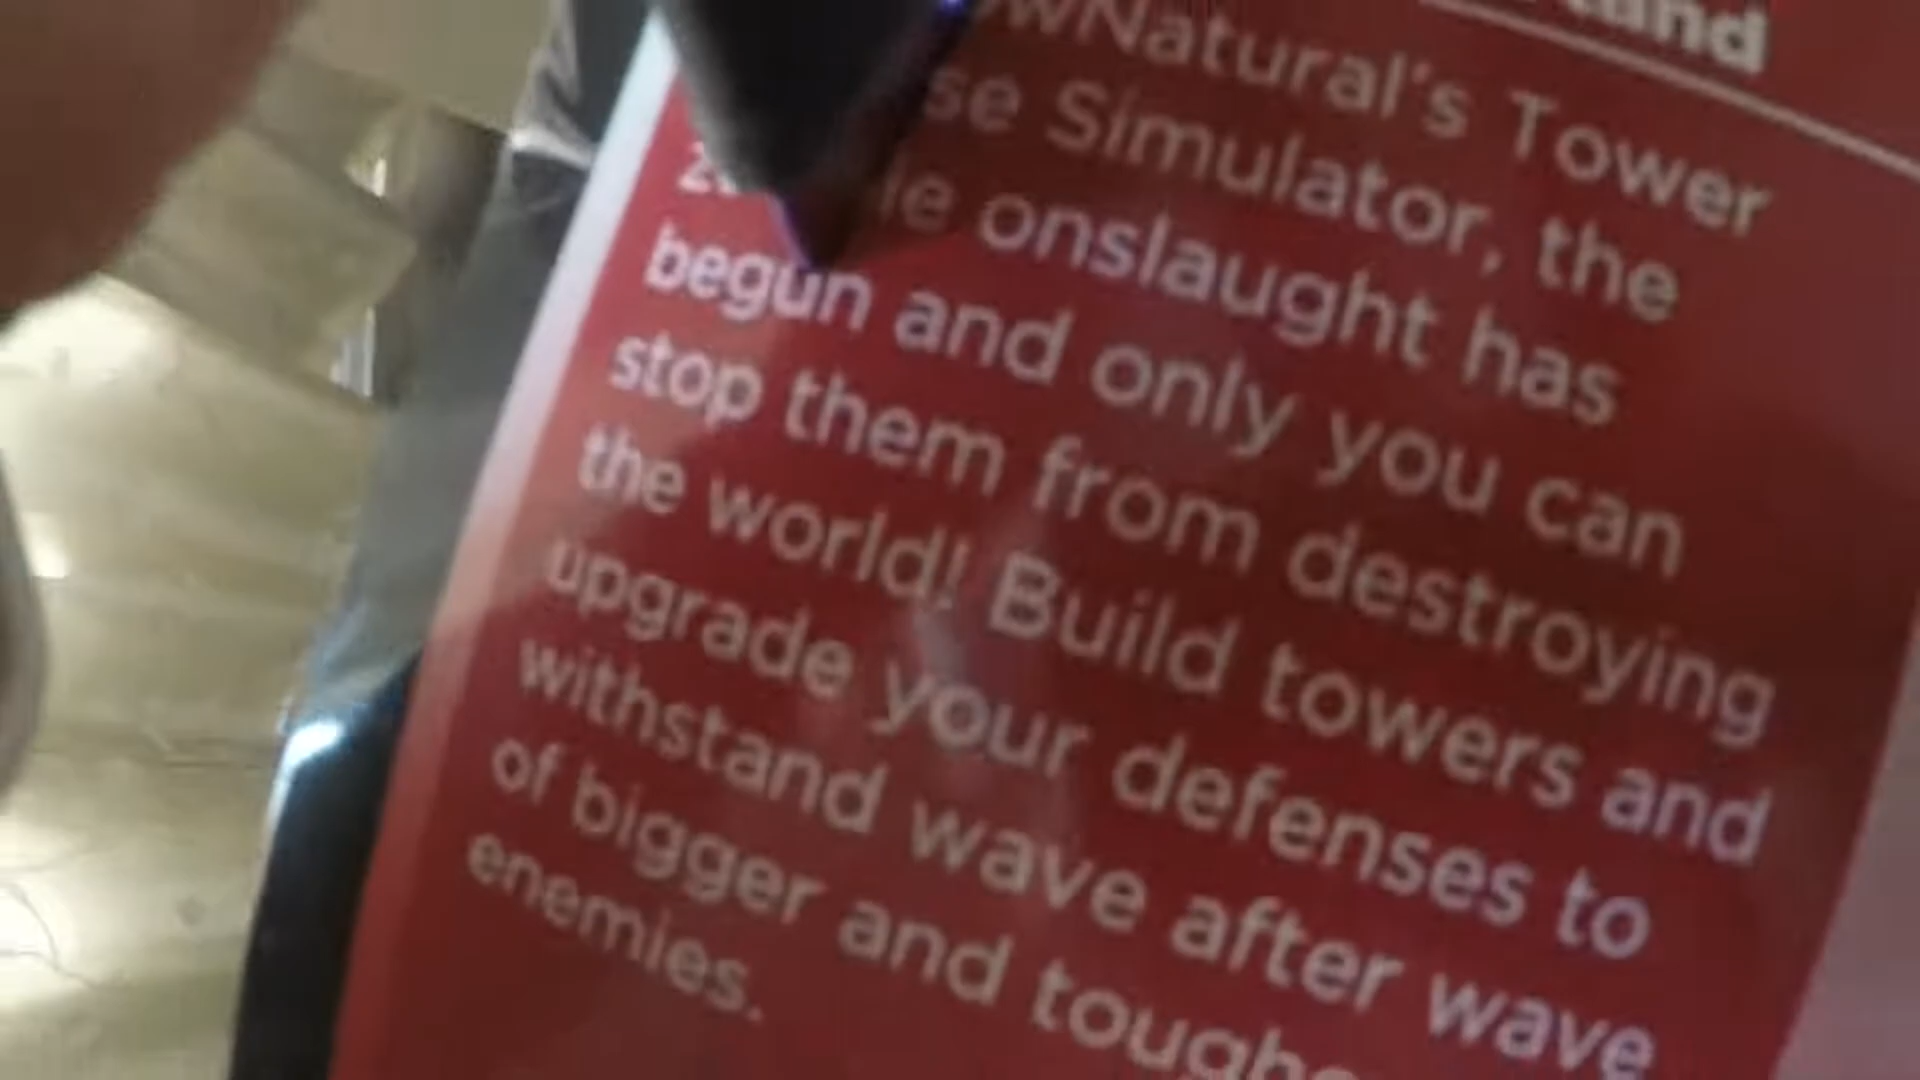 Natural's Tower
Simulator, the
onslaught has
begun and only you can
stop them from destroying
the world! Build towers and
upgrade your defenses to
withstand wave after wave
of bigger and
enemies.